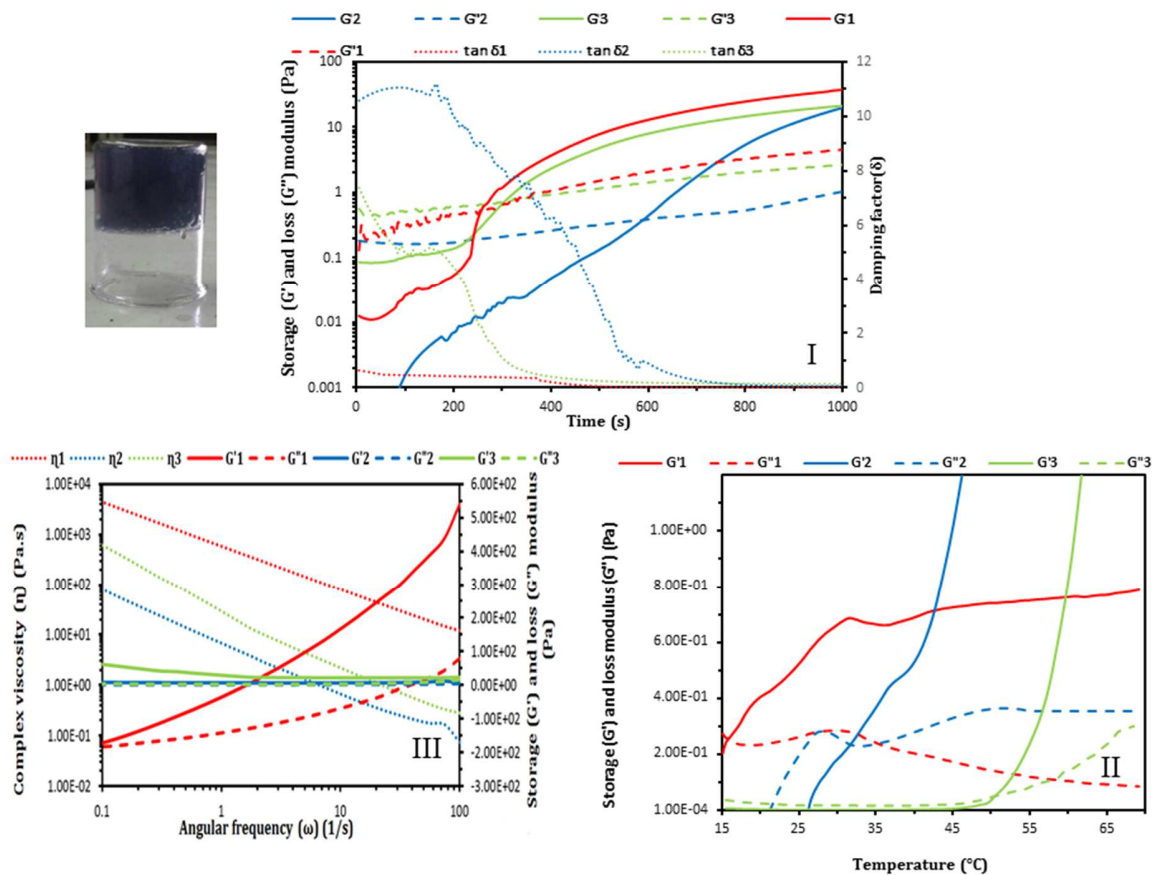 G'2 G"2 G'3 G"3 G'1
G"1 tan δ1 tan δ2 tan δ3
Storage (G') and loss (G") modulus (Pa)
100
10
1
0.1
0.01
0.001
12
10
8
6
4
2
0
Damping factor(δ)
I
0 200 400 600 800 1000
Time (s)
η1 η2 η3 G'1 G"1 G'2 G"2 G'3 G"3
Complex viscosity (η) (Pa.s)
1.00E+04
1.00E+03
1.00E+02
1.00E+01
1.00E+00
1.00E-01
1.00E-02
6.00E+02
5.00E+02
4.00E+02
3.00E+02
2.00E+02
1.00E+02
0.00E+00
-1.00E+02
-2.00E+02
-3.00E+02
Storage (G') and loss (G") modulus
(Pa)
III
0.1 1 10 100
Angular frequency (ω) (1/s)
G'1 G"1 G'2 G"2 G'3 G"3
Storage (G') and loss modulus (G") (Pa)
1.00E+00
8.00E-01
6.00E-01
4.00E-01
2.00E-01
1.00E-04
II
15 25 35 45 55 65
Temperature (°C)